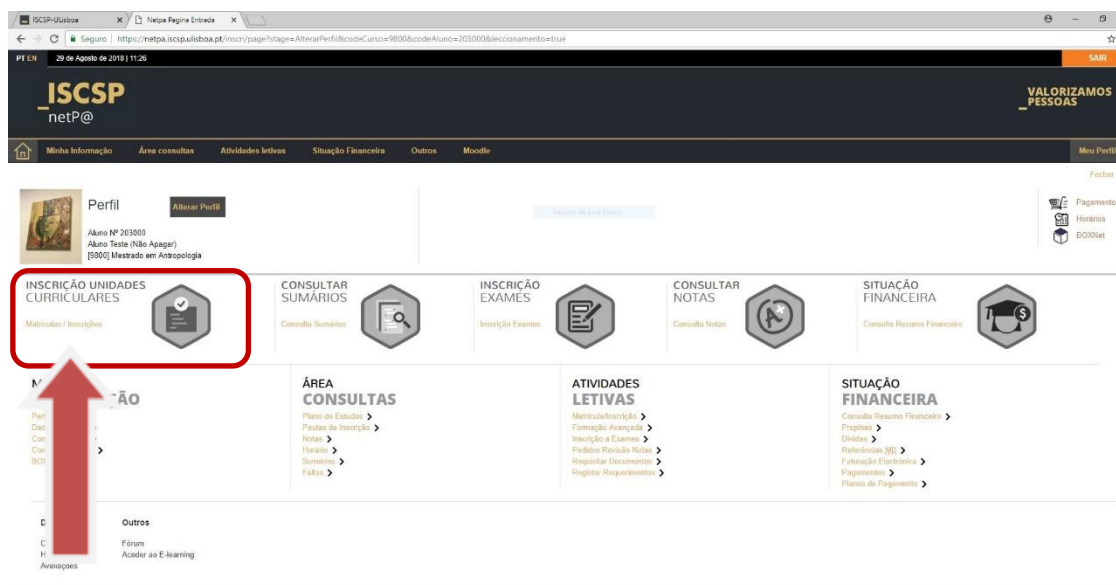 ISCSP-ULisboa
Netpa Pagina Entrada
Seguro | https://netpa.iscsp.ulisboa.pt/inscri/page?stage=AlterarPerfil&codeCurso=9800&codeAluno=203000&leccionamento=true
PT EN 29 de Agosto de 2018 | 11:26
SAIR
_ISCSP
netP@
VALORIZAMOS
_PESSOAS
Minha Informação Área consultas Atividades letivas Situação Financeira Outros Moodle
Meu Perfil
Fechar
Perfil
Alterar Perfil
Aluno Nº 203000
Aluno Teste (Não Apagar)
[9800] Mestrado em Antropologia
Pagamento
Horários
BOXNet
INSCRIÇÃO UNIDADES
CURRICULARES
Matrículas / Inscrições
CONSULTAR
SUMÁRIOS
Consulta Sumários
INSCRIÇÃO
EXAMES
Inscrição Exames
CONSULTAR
NOTAS
Consulta Notas
SITUAÇÃO
FINANCEIRA
Consulta Resumo Financeiro
ÁREA
CONSULTAS
Plano de Estudos
Pautas de Inscrição
Notas
Horário
Sumários
Faltas
ATIVIDADES
LETIVAS
Matrícula/Inscrição
Formação Avançada
Inscrição a Exames
Pedidos Revisão Notas
Requisitar Documentos
Registar Requerimentos
SITUAÇÃO
FINANCEIRA
Consulta Resumo Financeiro
Propinas
Dívidas
Referências MB
Faturação Electrónica
Pagamentos
Planos de Pagamento
Outros
Fórum
Aceder ao E-learning
Avaliações